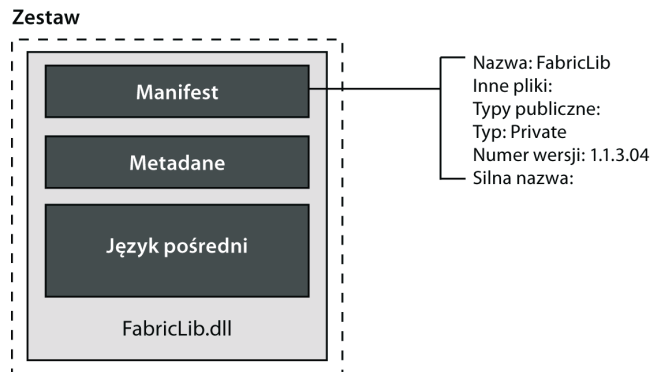 Zestaw
Manifest
Metadane
Język pośredni
FabricLib.dll
Nazwa: FabricLib
Inne pliki:
Typy publiczne:
Typ: Private
Numer wersji: 1.1.3.04
Silna nazwa: